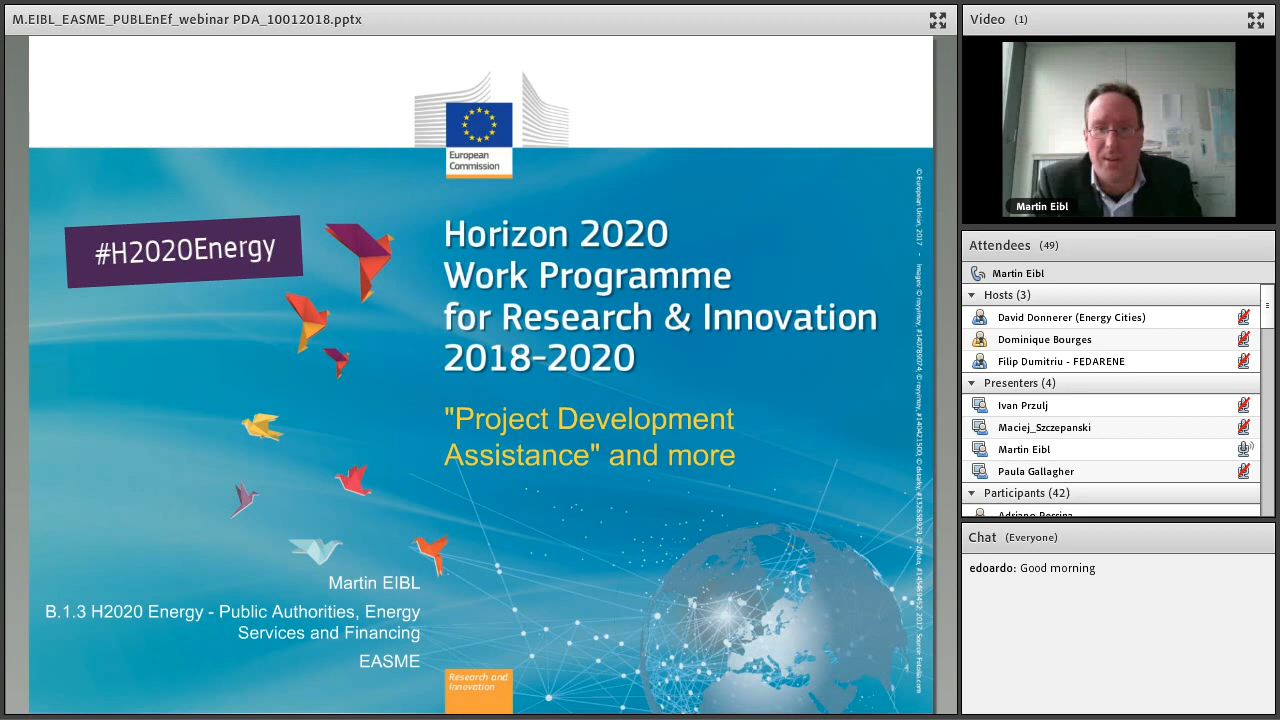 M.EIBL_EASME_PUBLEnEf_webinar PDA_10012018.pptx
European
Commission
#H2020Energy
Horizon 2020
Work Programme
for Research & Innovation
2018-2020
"Project Development
Assistance" and more
Martin EIBL
B.1.3 H2020 Energy - Public Authorities, Energy
Services and Financing
EASME
Research and
Innovation
Video (1)
Martin Eibl
Attendees (49)
Martin Eibl
Hosts (3)
David Donnerer (Energy Cities)
Dominique Bourges
Filip Dumitriu - FEDARENE
Presenters (4)
Ivan Przulj
Maciej_Szczepanski
Martin Eibl
Paula Gallagher
Participants (42)
Chat (Everyone)
edoardo: Good morning